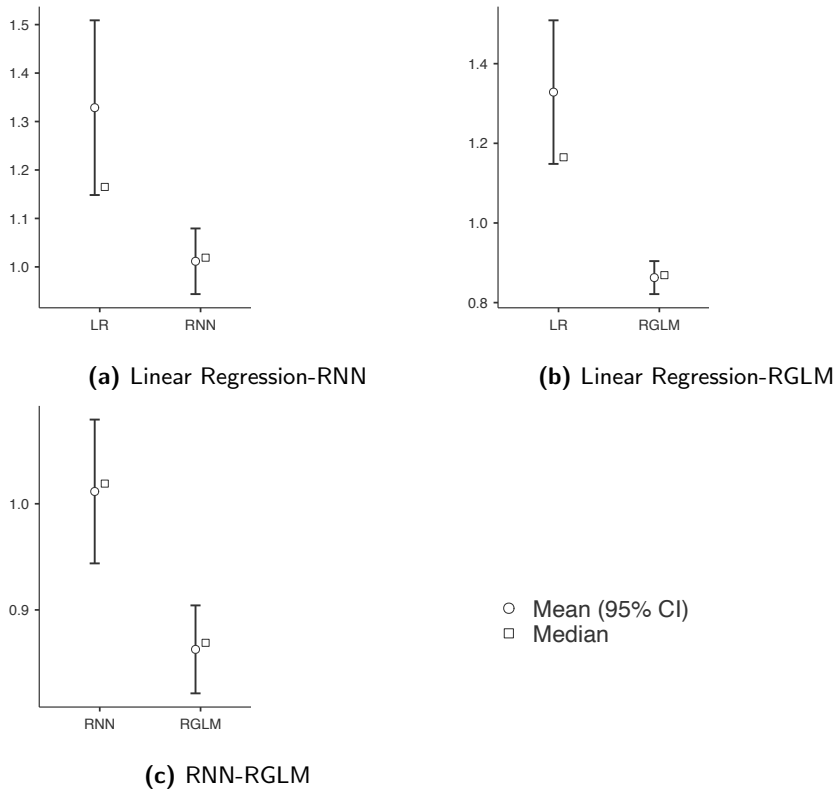 1.5
1.4
1.3
1.2
1.1
1.0
LR RNN
(a) Linear Regression-RNN
1.4
1.2
1.0
0.8
LR RGLM
(b) Linear Regression-RGLM
1.0
0.9
RNN RGLM
(c) RNN-RGLM
Mean (95% CI)
Median